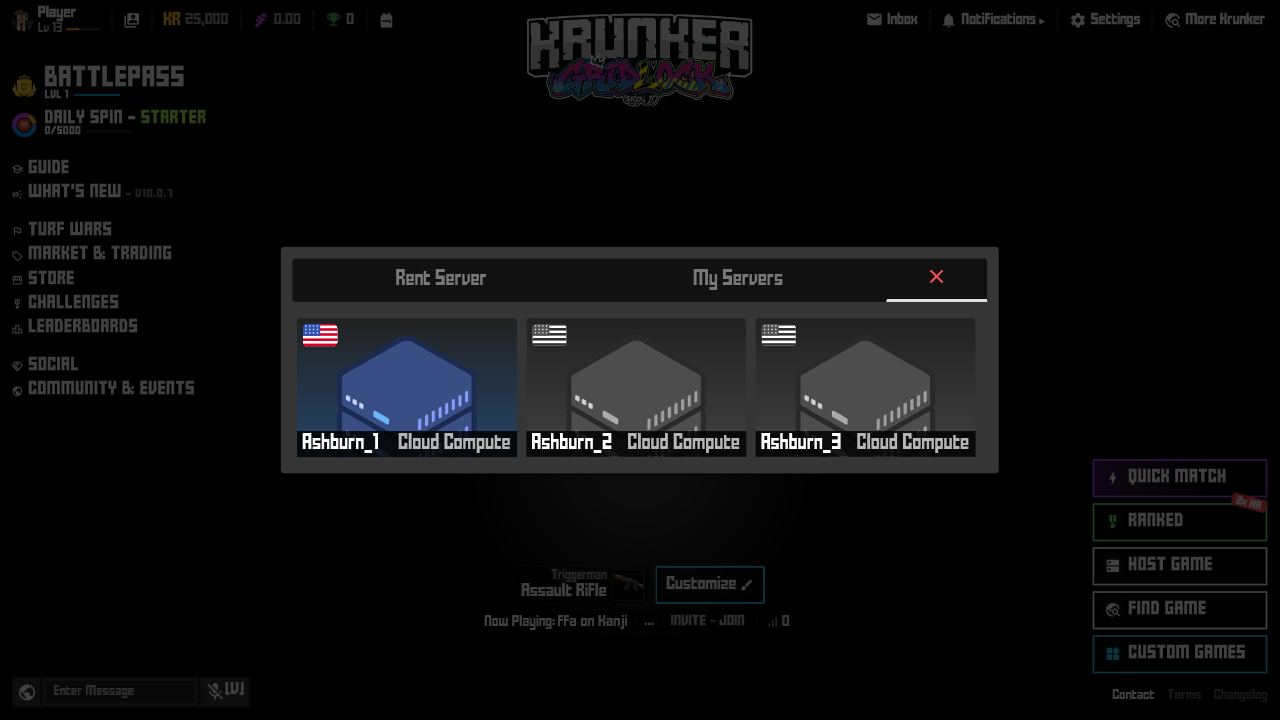 Player
Lv 13
KR 25,000
0.00
0
KRUNKER
GRIDLOCK
Inbox
Notifications
Settings
More Krunker
BATTLEPASS
LVL 1
DAILY SPIN - STARTER
0/5000
GUIDE
WHAT'S NEW - V10.0.7
TURF WARS
MARKET & TRADING
STORE
CHALLENGES
LEADERBOARDS
SOCIAL
COMMUNITY & EVENTS
Rent Server
My Servers
Ashburn_1 Cloud Compute
Ashburn_2 Cloud Compute
Ashburn_3 Cloud Compute
QUICK MATCH
2x KR
RANKED
HOST GAME
FIND GAME
CUSTOM GAMES
Triggerman
Assault Rifle
Customize
Now Playing: FFA on Kanji ... INVITE - JOIN 0
Enter Message
[V]
Contact Terms Changelog